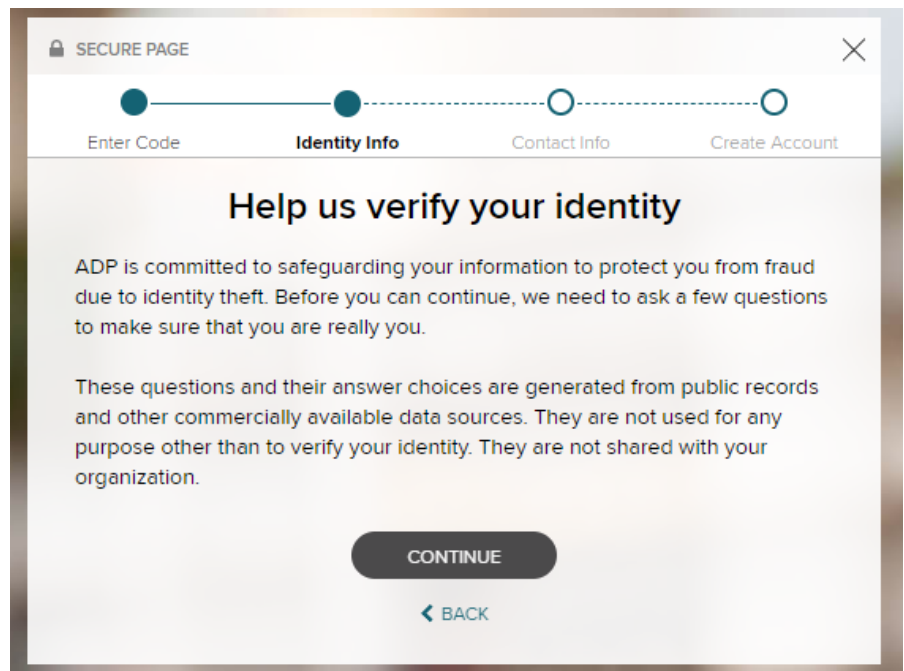 SECURE PAGE
Enter Code
Identity Info
Contact Info
Create Account
Help us verify your identity
ADP is committed to safeguarding your information to protect you from fraud
due to identity theft. Before you can continue, we need to ask a few questions
to make sure that you are really you.
These questions and their answer choices are generated from public records
and other commercially available data sources. They are not used for any
purpose other than to verify your identity. They are not shared with your
organization.
CONTINUE
BACK